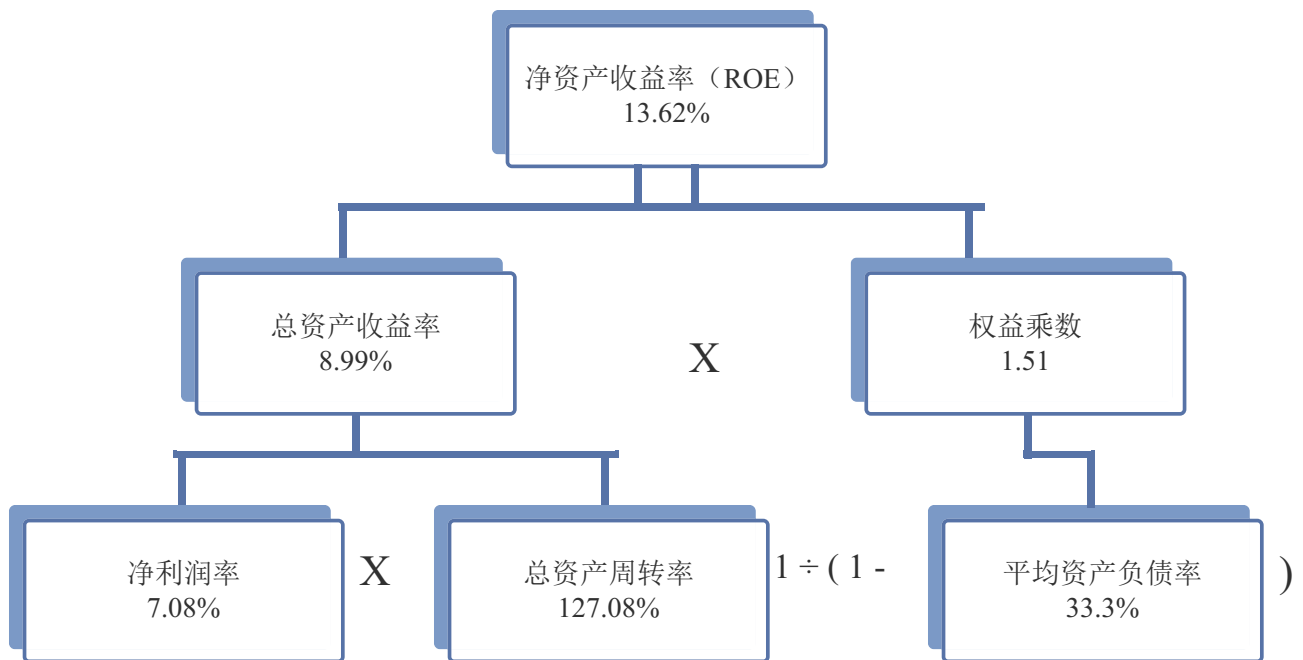 净资产收益率（ROE）
13.62%
总资产收益率
8.99%
X
权益乘数
1.51
净利润率
7.08%
X
总资产周转率
127.08%
1 ÷ ( 1 -
平均资产负债率
33.3%
)